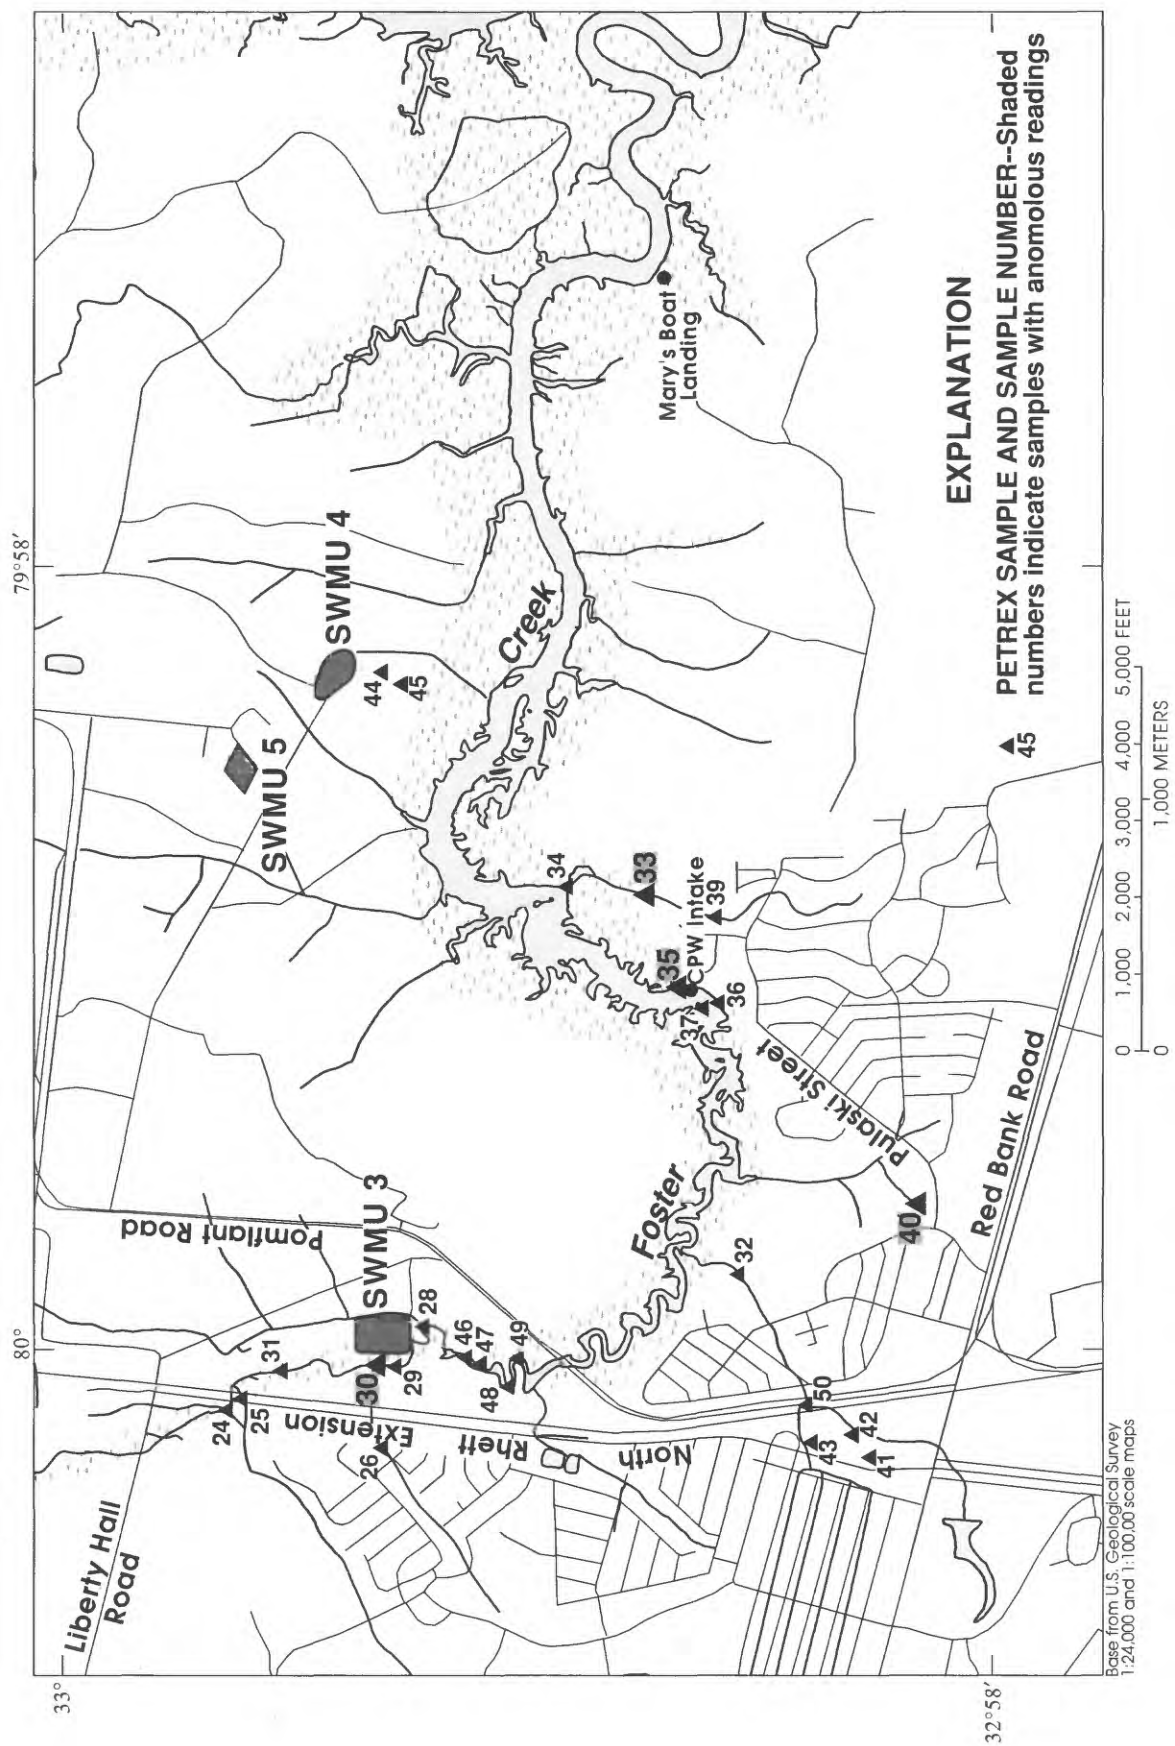 33°
32°58'
80°
79°58'
Liberty Hall
Road
24
25
31
Extension
Rhett
North
26
30
29
28
SWMU 3
Pomflant Road
46
47
48
49
SWMU 5
SWMU 4
44
45
Foster
Creek
32
50
43
42
41
40
Pulaski Street
Red Bank Road
37
36
35
CPW Intake
39
33
34
Mary's Boat
Landing
EXPLANATION
45
PETREX SAMPLE AND SAMPLE NUMBER--Shaded
numbers indicate samples with anomolous readings
0 1,000 2,000 3,000 4,000 5,000 FEET
0 1,000 METERS
Base from U.S. Geological Survey
1:24,000 and 1:100,00 scale maps